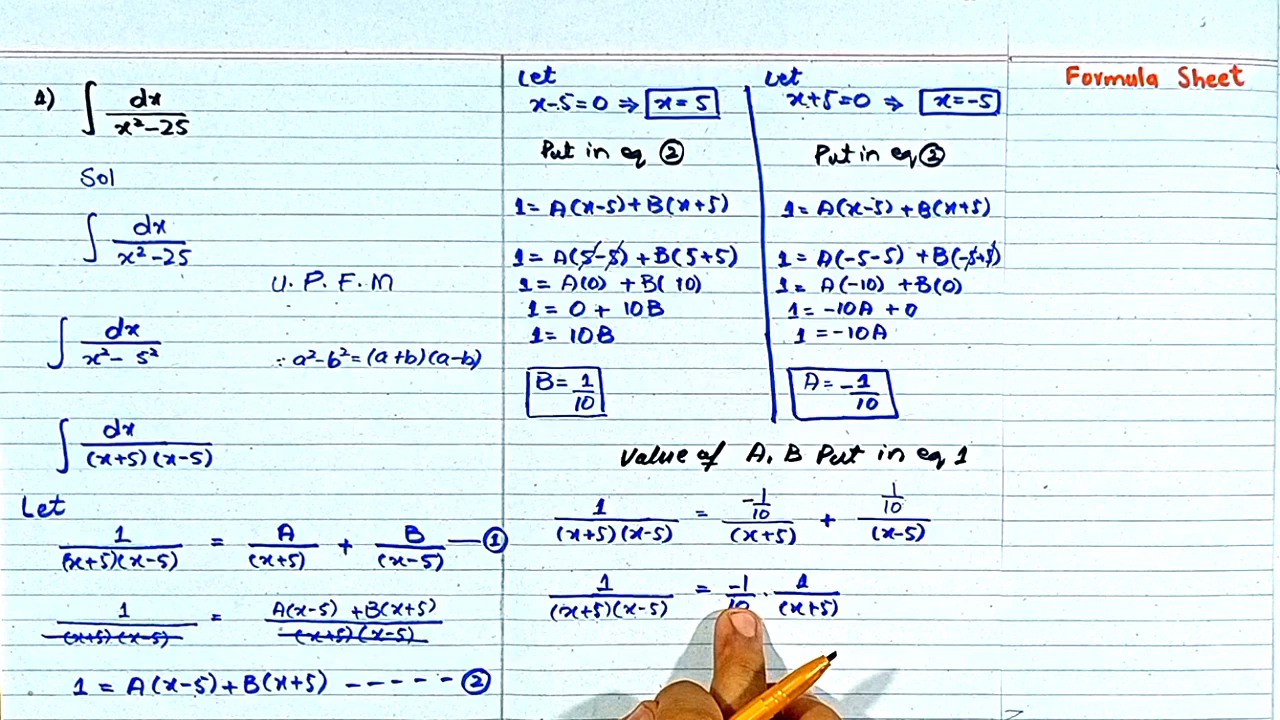 1) ∫ dx / x²-25
Sol
∫ dx / x²-25
U.P.F.M
∫ dx / x²- 5²
∵ a²-b²=(a+b)(a-b)
∫ dx / (x+5)(x-5)
Let
1 / (x+5)(x-5) = A / (x+5) + B / (x-5) —①
1 / (x+5)(x-5) = A(x-5)+B(x+5) / (x+5)(x-5)
1 = A(x-5)+B(x+5) ------②
Let
x-5=0 ⇒ x=5
Put in eq ②
1=A(x-5)+B(x+5)
1=A(5-5)+B(5+5)
1=A(0)+B(10)
1=0+10B
1=10B
B=1/10
Let
x+5=0 ⇒ x=-5
Put in eq ②
1=A(x-5)+B(x+5)
1=A(-5-5)+B(-5+5)
1=A(-10)+B(0)
1=-10A+0
1=-10A
A=-1/10
Value of A, B Put in eq 1
1 / (x+5)(x-5) = -1/10 / (x+5) + 1/10 / (x-5)
1 / (x+5)(x-5) = -1/10 · 1 / (x+5)
Formula Sheet